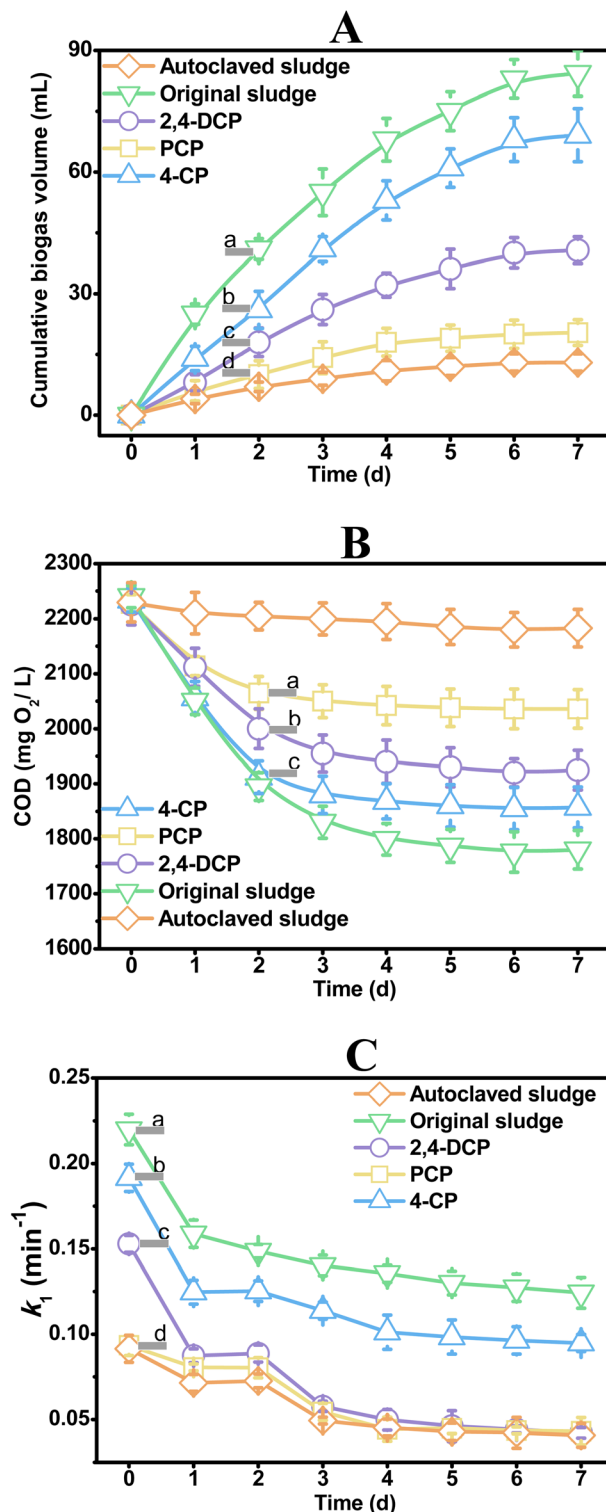 A
90
60
30
0
Cumulative biogas volume (mL)
Autoclaved sludge
Original sludge
2,4-DCP
PCP
4-CP
a
b
c
d
0 1 2 3 4 5 6 7
Time (d)
B
2300
2200
2100
2000
1900
1800
1700
1600
COD (mg O₂/ L)
a
b
c
4-CP
PCP
2,4-DCP
Original sludge
Autoclaved sludge
0 1 2 3 4 5 6 7
Time (d)
C
0.25
0.20
0.15
0.10
0.05
k₁ (min⁻¹)
Autoclaved sludge
Original sludge
2,4-DCP
PCP
4-CP
a
b
c
d
0 1 2 3 4 5 6 7
Time (d)